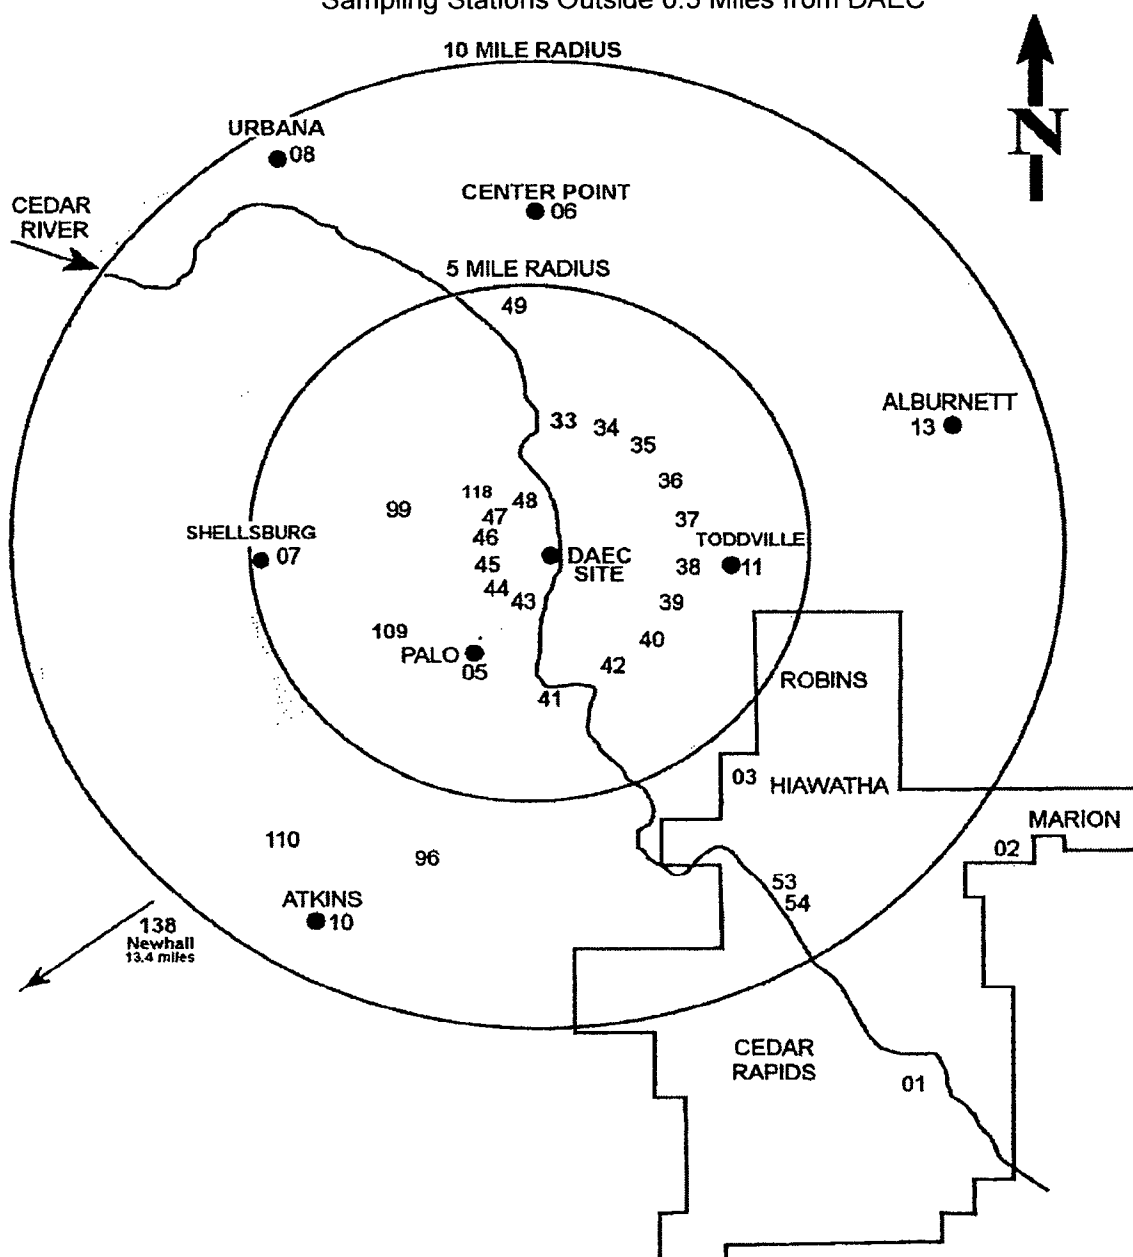 Sampling Stations Outside 0.5 Miles from DAEC
10 MILE RADIUS
N
URBANA
08
CENTER POINT
06
CEDAR
RIVER
5 MILE RADIUS
49
ALBURNETT
13
33
34
35
36
118
48
99
47
37
SHELLSBURG
07
46
TODDVILLE
DAEC
SITE
45
38
11
44
43
39
109
40
PALO
05
42
41
ROBINS
03
HIAWATHA
MARION
02
110
96
53
54
ATKINS
10
138
Newhall
13.4 miles
CEDAR
RAPIDS
01